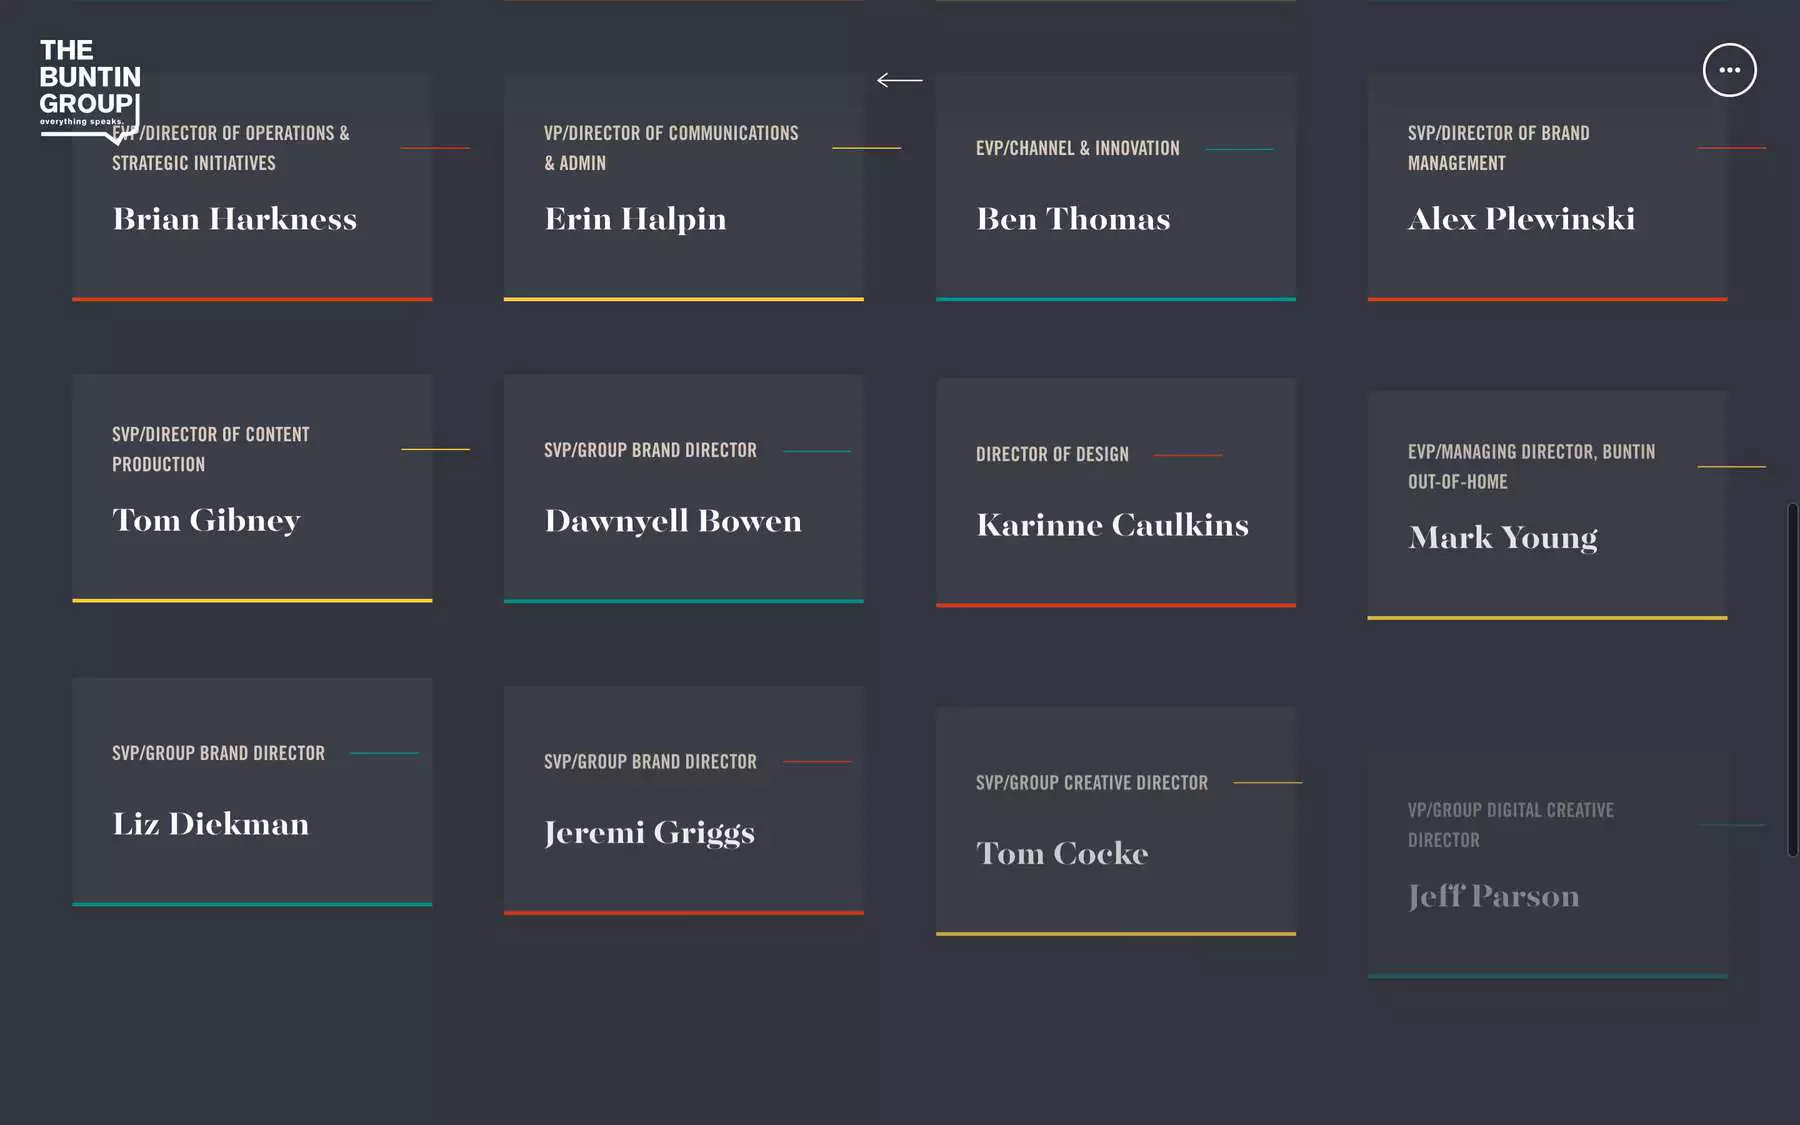 THE
BUNTIN
GROUP
everything speaks.
EVP/DIRECTOR OF OPERATIONS &
STRATEGIC INITIATIVES
Brian Harkness
VP/DIRECTOR OF COMMUNICATIONS
& ADMIN
Erin Halpin
EVP/CHANNEL & INNOVATION
Ben Thomas
SVP/DIRECTOR OF BRAND
MANAGEMENT
Alex Plewinski
SVP/DIRECTOR OF CONTENT
PRODUCTION
Tom Gibney
SVP/GROUP BRAND DIRECTOR
Dawnyell Bowen
DIRECTOR OF DESIGN
Karinne Caulkins
EVP/MANAGING DIRECTOR, BUNTIN
OUT-OF-HOME
Mark Young
SVP/GROUP BRAND DIRECTOR
Liz Diekman
SVP/GROUP BRAND DIRECTOR
Jeremi Griggs
SVP/GROUP CREATIVE DIRECTOR
Tom Cocke
VP/GROUP DIGITAL CREATIVE
DIRECTOR
Jeff Parson